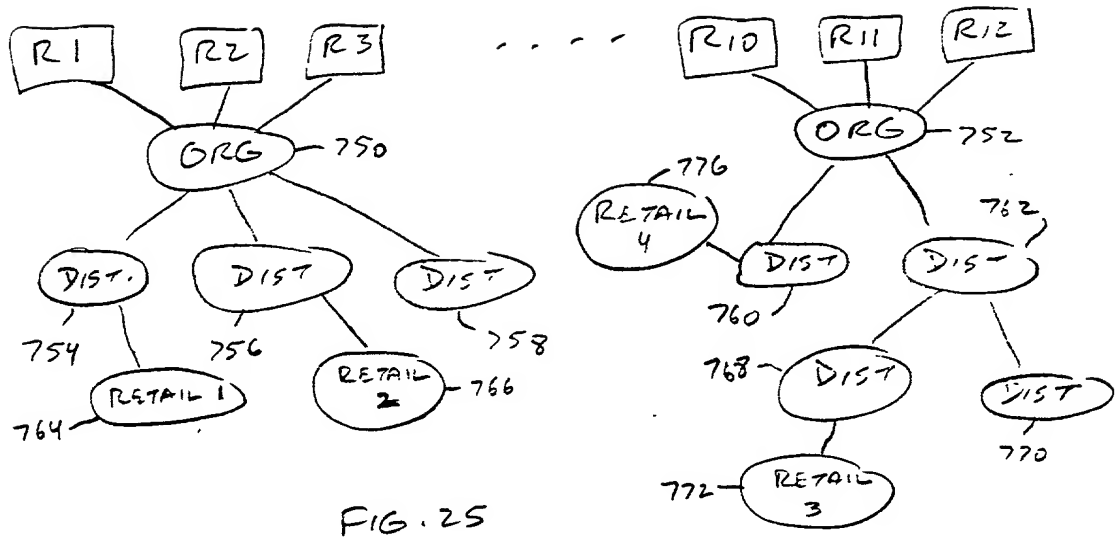 R1 R2 R3 . . . . R10 R11 R12
ORG 750 ORG 752
776
RETAIL 4
762
DIST. DIST DIST DIST DIST
754 756 758 760
RETAIL 1 RETAIL 2 766 768 DIST DIST
764 770
772 RETAIL 3
FIG. 25